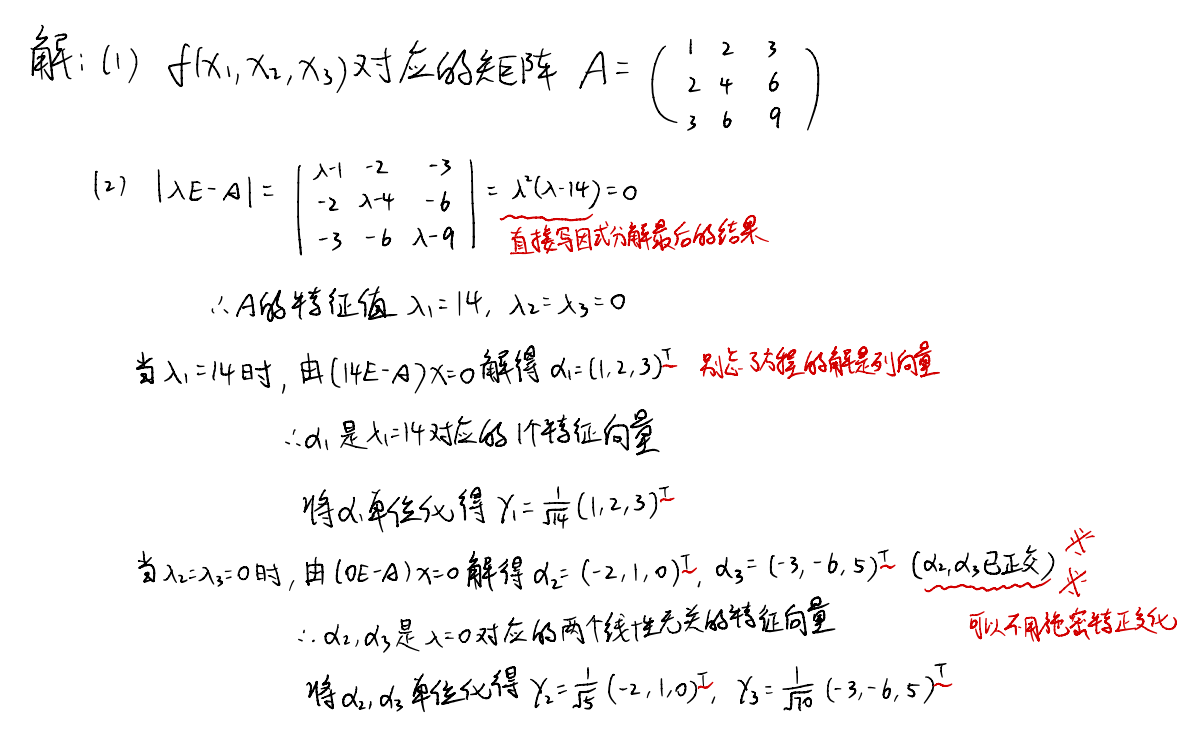 解：(1) f(x₁,x₂,x₃)对应的矩阵 A = ( 1 2 3
2 4 6
3 6 9 )
(2) |λE-A| = | λ-1 -2 -3
-2 λ-4 -6
-3 -6 λ-9 | = λ²(λ-14)=0
直接写因式分解最后的结果
∴A的特征值 λ₁=14, λ₂=λ₃=0
当λ₁=14时, 由(14E-A)x=0解得 α₁=(1,2,3)ᵀ 别忘了方程的解是列向量
∴α₁是λ₁=14对应的1个特征向量
将α₁单位化得 γ₁=1/√14 (1,2,3)ᵀ
当λ₂=λ₃=0时, 由(0E-A)x=0解得 α₂=(-2,1,0)ᵀ, α₃=(-3,-6,5)ᵀ (α₂,α₃已正交)
可以不用施密特正交化
∴α₂,α₃是λ=0对应的两个线性无关的特征向量
将α₂,α₃单位化得 γ₂=1/√5 (-2,1,0)ᵀ, γ₃=1/√70 (-3,-6,5)ᵀ